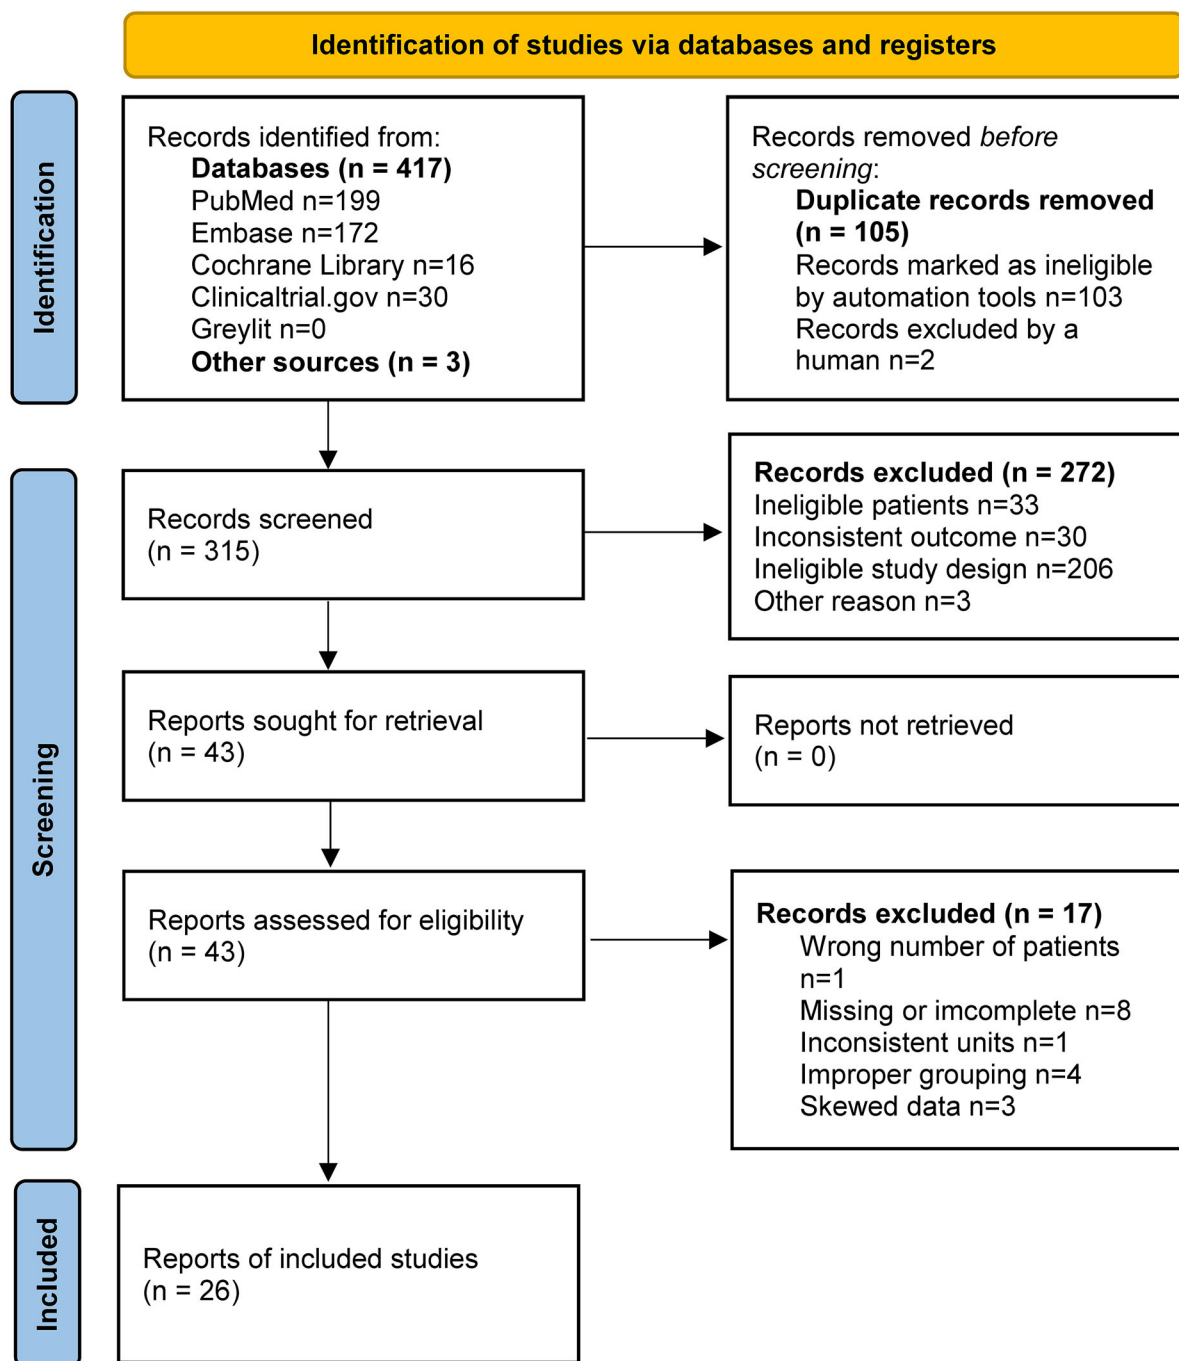 Identification of studies via databases and registers
Identification
Records identified from:
Databases (n = 417)
PubMed n=199
Embase n=172
Cochrane Library n=16
Clinicaltrial.gov n=30
Greylit n=0
Other sources (n = 3)
Records removed before
screening:
Duplicate records removed
(n = 105)
Records marked as ineligible
by automation tools n=103
Records excluded by a
human n=2
Screening
Records screened
(n = 315)
Records excluded (n = 272)
Ineligible patients n=33
Inconsistent outcome n=30
Ineligible study design n=206
Other reason n=3
Reports sought for retrieval
(n = 43)
Reports not retrieved
(n = 0)
Reports assessed for eligibility
(n = 43)
Records excluded (n = 17)
Wrong number of patients
n=1
Missing or imcomplete n=8
Inconsistent units n=1
Improper grouping n=4
Skewed data n=3
Included
Reports of included studies
(n = 26)